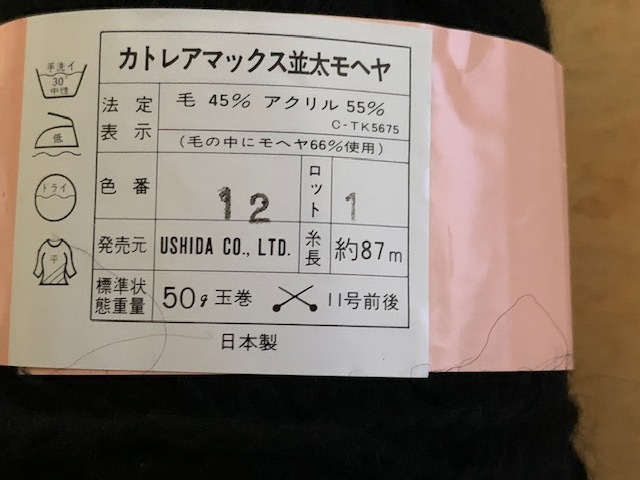 カトレアマックス並太モヘヤ
手洗イ
30°
中性
法定
表示
毛 45% アクリル 55%
C-TK5675
(毛の中にモヘヤ66%使用)
低
色番
12
ロット
1
ドライ
発売元
USHIDA CO., LTD.
糸長
約87m
平
標準状
態重量
50g玉巻
11号前後
日本製